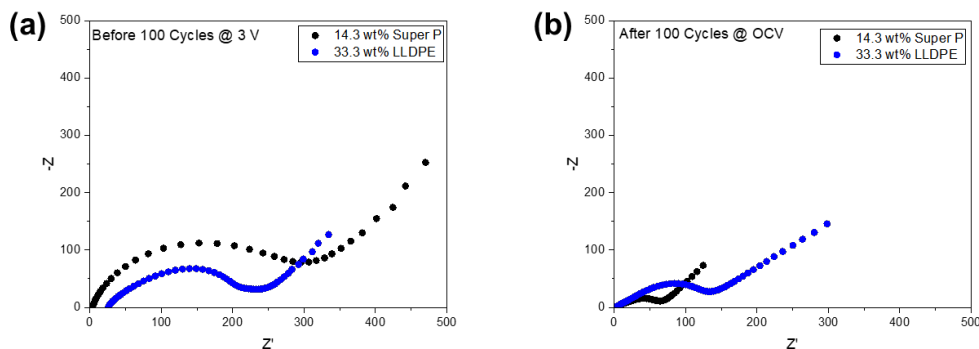 (a)
Before 100 Cycles @ 3 V
14.3 wt% Super P
33.3 wt% LLDPE
500
400
300
200
100
0
-Z
0 100 200 300 400 500
Z'
(b)
After 100 Cycles @ OCV
14.3 wt% Super P
33.3 wt% LLDPE
500
400
300
200
100
0
-Z
0 100 200 300 400 500
Z'